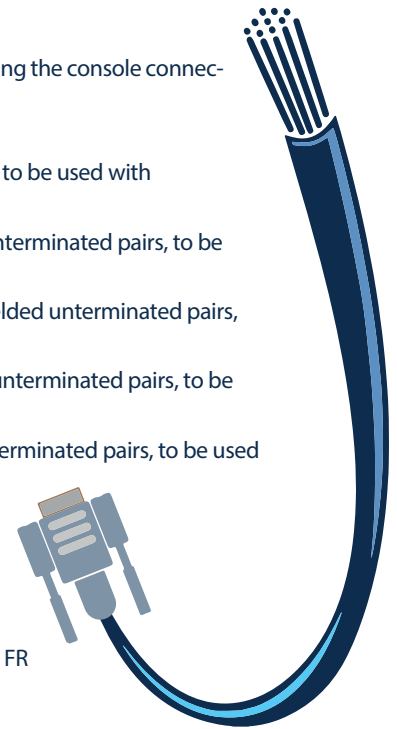 ng the console connec-
to be used with
nterminated pairs, to be
lded unterminated pairs,
unterminated pairs, to be
erminated pairs, to be used
FR